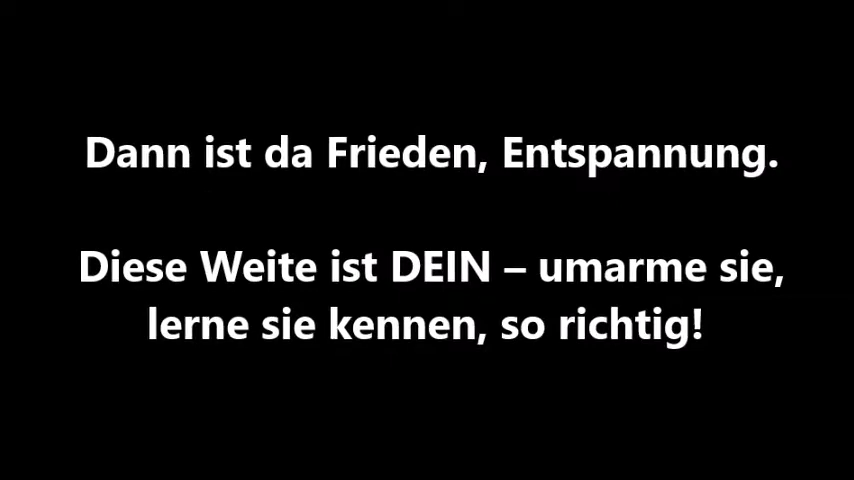 Dann ist da Frieden, Entspannung.
Diese Weite ist DEIN – umarme sie,
lerne sie kennen, so richtig!